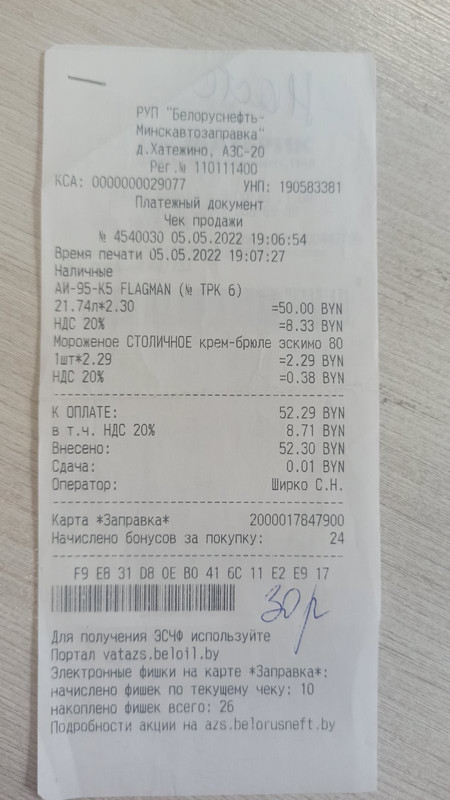 РУП "Белоруснефть-
Минскавтозаправка"
д.Хатежино, АЗС-20
Рег.№ 110111400
КСА: 0000000029077 УНП: 190583381
Платежный документ
Чек продажи
№ 4540030 05.05.2022 19:06:54
Время печати 05.05.2022 19:07:27
Наличные
АИ-95-К5 FLAGMAN (№ ТРК 6)
21.74л*2.30 =50.00 BYN
НДС 20% =8.33 BYN
Мороженое СТОЛИЧНОЕ крем-брюле эскимо 80
1шт*2.29 =2.29 BYN
НДС 20% =0.38 BYN
К ОПЛАТЕ: 52.29 BYN
в т.ч. НДС 20% 8.71 BYN
Внесено: 52.30 BYN
Сдача: 0.01 BYN
Оператор: Ширко С.Н.
Карта *Заправка* 2000017847900
Начислено бонусов за покупку: 24
F9 E8 31 D8 0E B0 41 6C 11 E2 E9 17
30 р
Для получения ЭСЧФ используйте
Портал vatazs.beloil.by
Электронные фишки на карте *Заправка*:
начислено фишек по текущему чеку: 10
накоплено фишек всего: 26
Подробности акции на azs.belorusneft.by